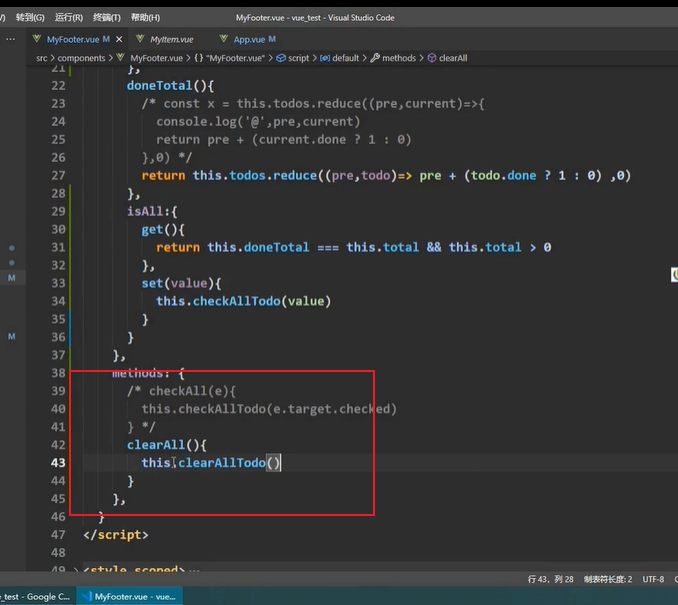 V) 转到(G) 运行(R) 终端(T) 帮助(H) MyFooter.vue - vue_test - Visual Studio Code
··· MyFooter.vue M × MyItem.vue App.vue M
src > components > MyFooter.vue > {} "MyFooter.vue" > script > default > methods > clearAll
21 },
22 doneTotal(){
23 /* const x = this.todos.reduce((pre,current)=>{
24 console.log('@',pre,current)
25 return pre + (current.done ? 1 : 0)
26 },0) */
27 return this.todos.reduce((pre,todo)=> pre + (todo.done ? 1 : 0) ,0)
28 },
29 isAll:{
30 get(){
31 return this.doneTotal === this.total && this.total > 0
32 },
33 set(value){
M
34 this.checkAllTodo(value)
35 }
36 }
M
37 },
38 methods: {
39 /* checkAll(e){
40 this.checkAllTodo(e.target.checked)
41 } */
42 clearAll(){
43 this.clearAllTodo()
44 }
45 },
46 }
47 </script>
48
49 > <style scoped>···
行 43，列 28 制表符长度: 2 UTF-8
_test - Google C... MyFooter.vue - vue...